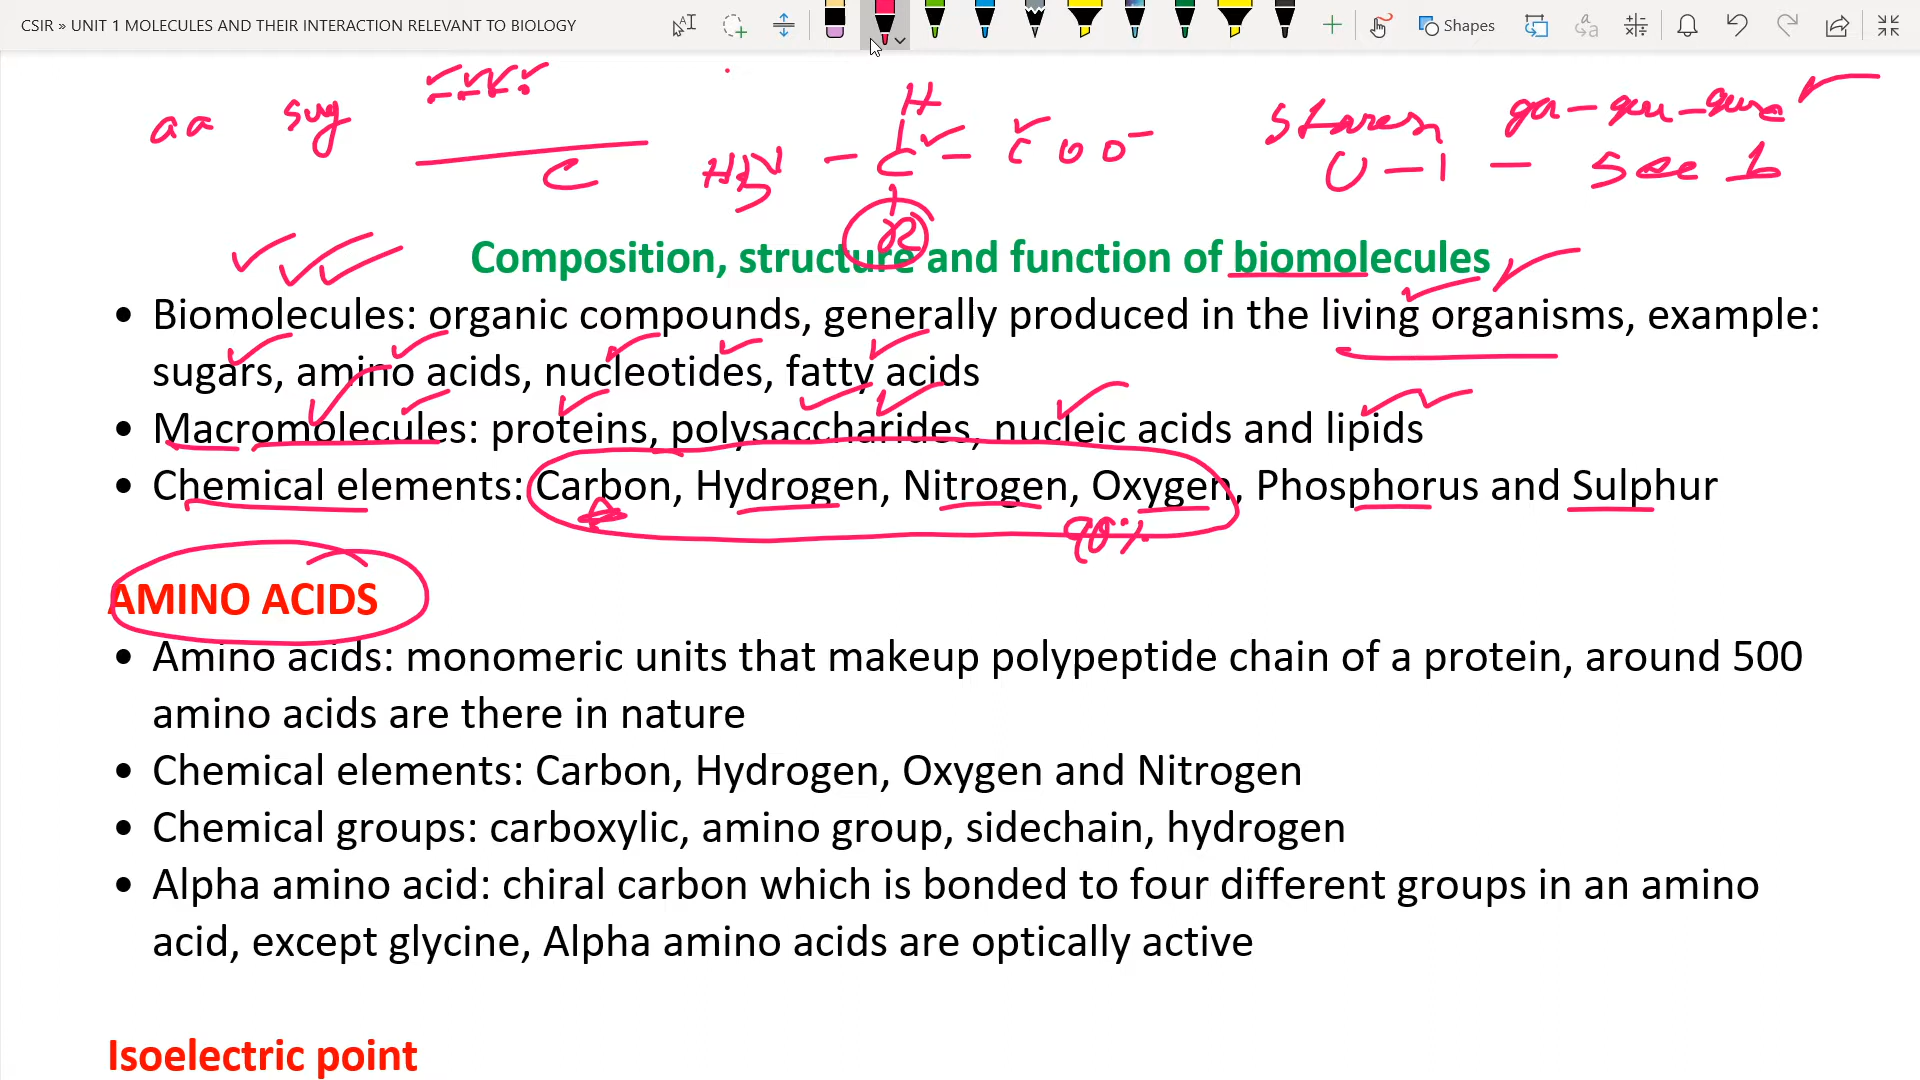 CSIR » UNIT 1 MOLECULES AND THEIR INTERACTION RELEVANT TO BIOLOGY
Shapes
H
aa sug
H3N - C - COO-
C
R
U-1 - Sec 1
Composition, structure and function of biomolecules
• Biomolecules: organic compounds, generally produced in the living organisms, example:
sugars, amino acids, nucleotides, fatty acids
• Macromolecules: proteins, polysaccharides, nucleic acids and lipids
• Chemical elements: Carbon, Hydrogen, Nitrogen, Oxygen, Phosphorus and Sulphur
90%
AMINO ACIDS
• Amino acids: monomeric units that makeup polypeptide chain of a protein, around 500
amino acids are there in nature
• Chemical elements: Carbon, Hydrogen, Oxygen and Nitrogen
• Chemical groups: carboxylic, amino group, sidechain, hydrogen
• Alpha amino acid: chiral carbon which is bonded to four different groups in an amino
acid, except glycine, Alpha amino acids are optically active
Isoelectric point